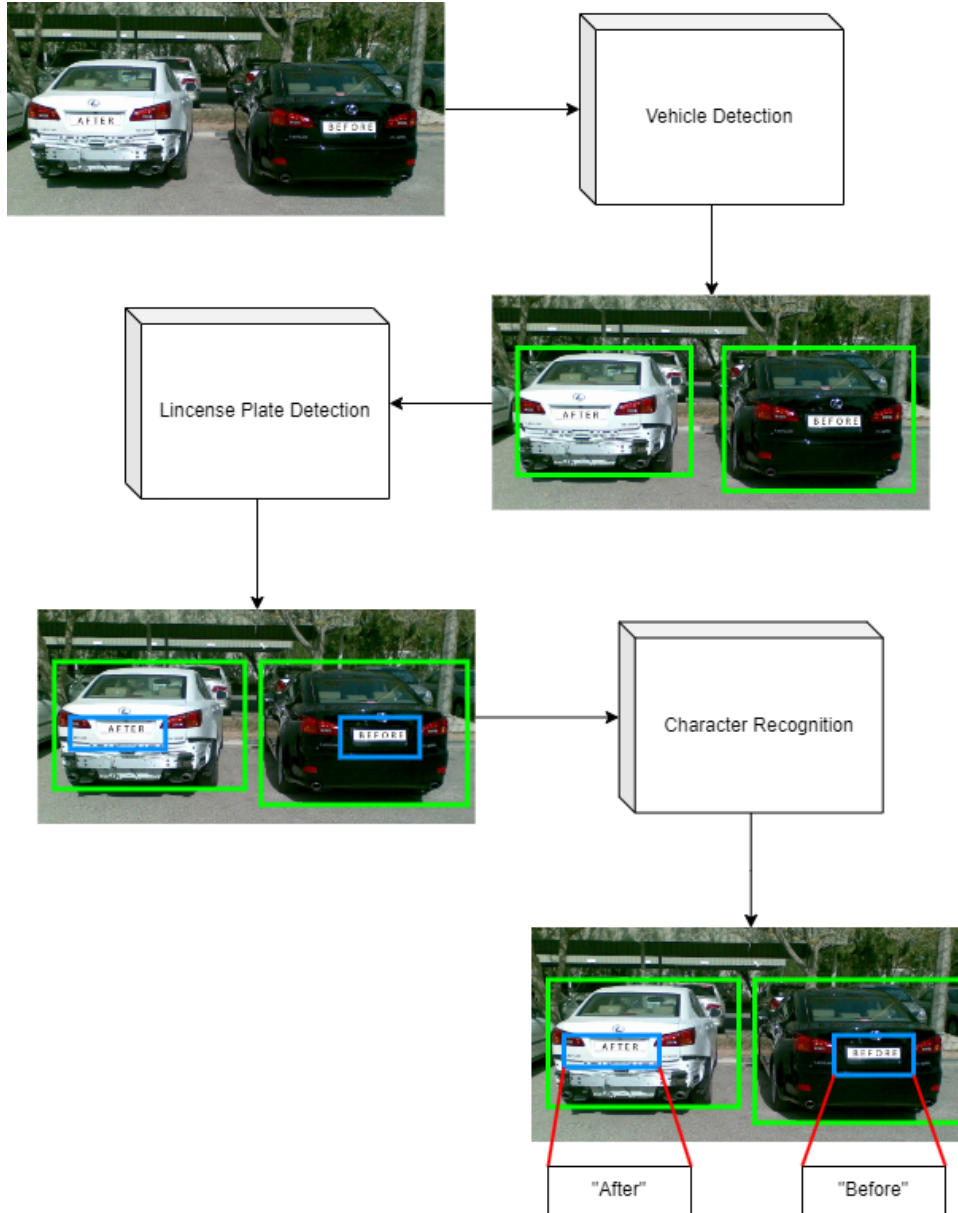 AFTER
BEFORE
Vehicle Detection
AFTER
BEFORE
Lincense Plate Detection
AFTER
BEFORE
Character Recognition
AFTER
BEFORE
"After"
"Before"